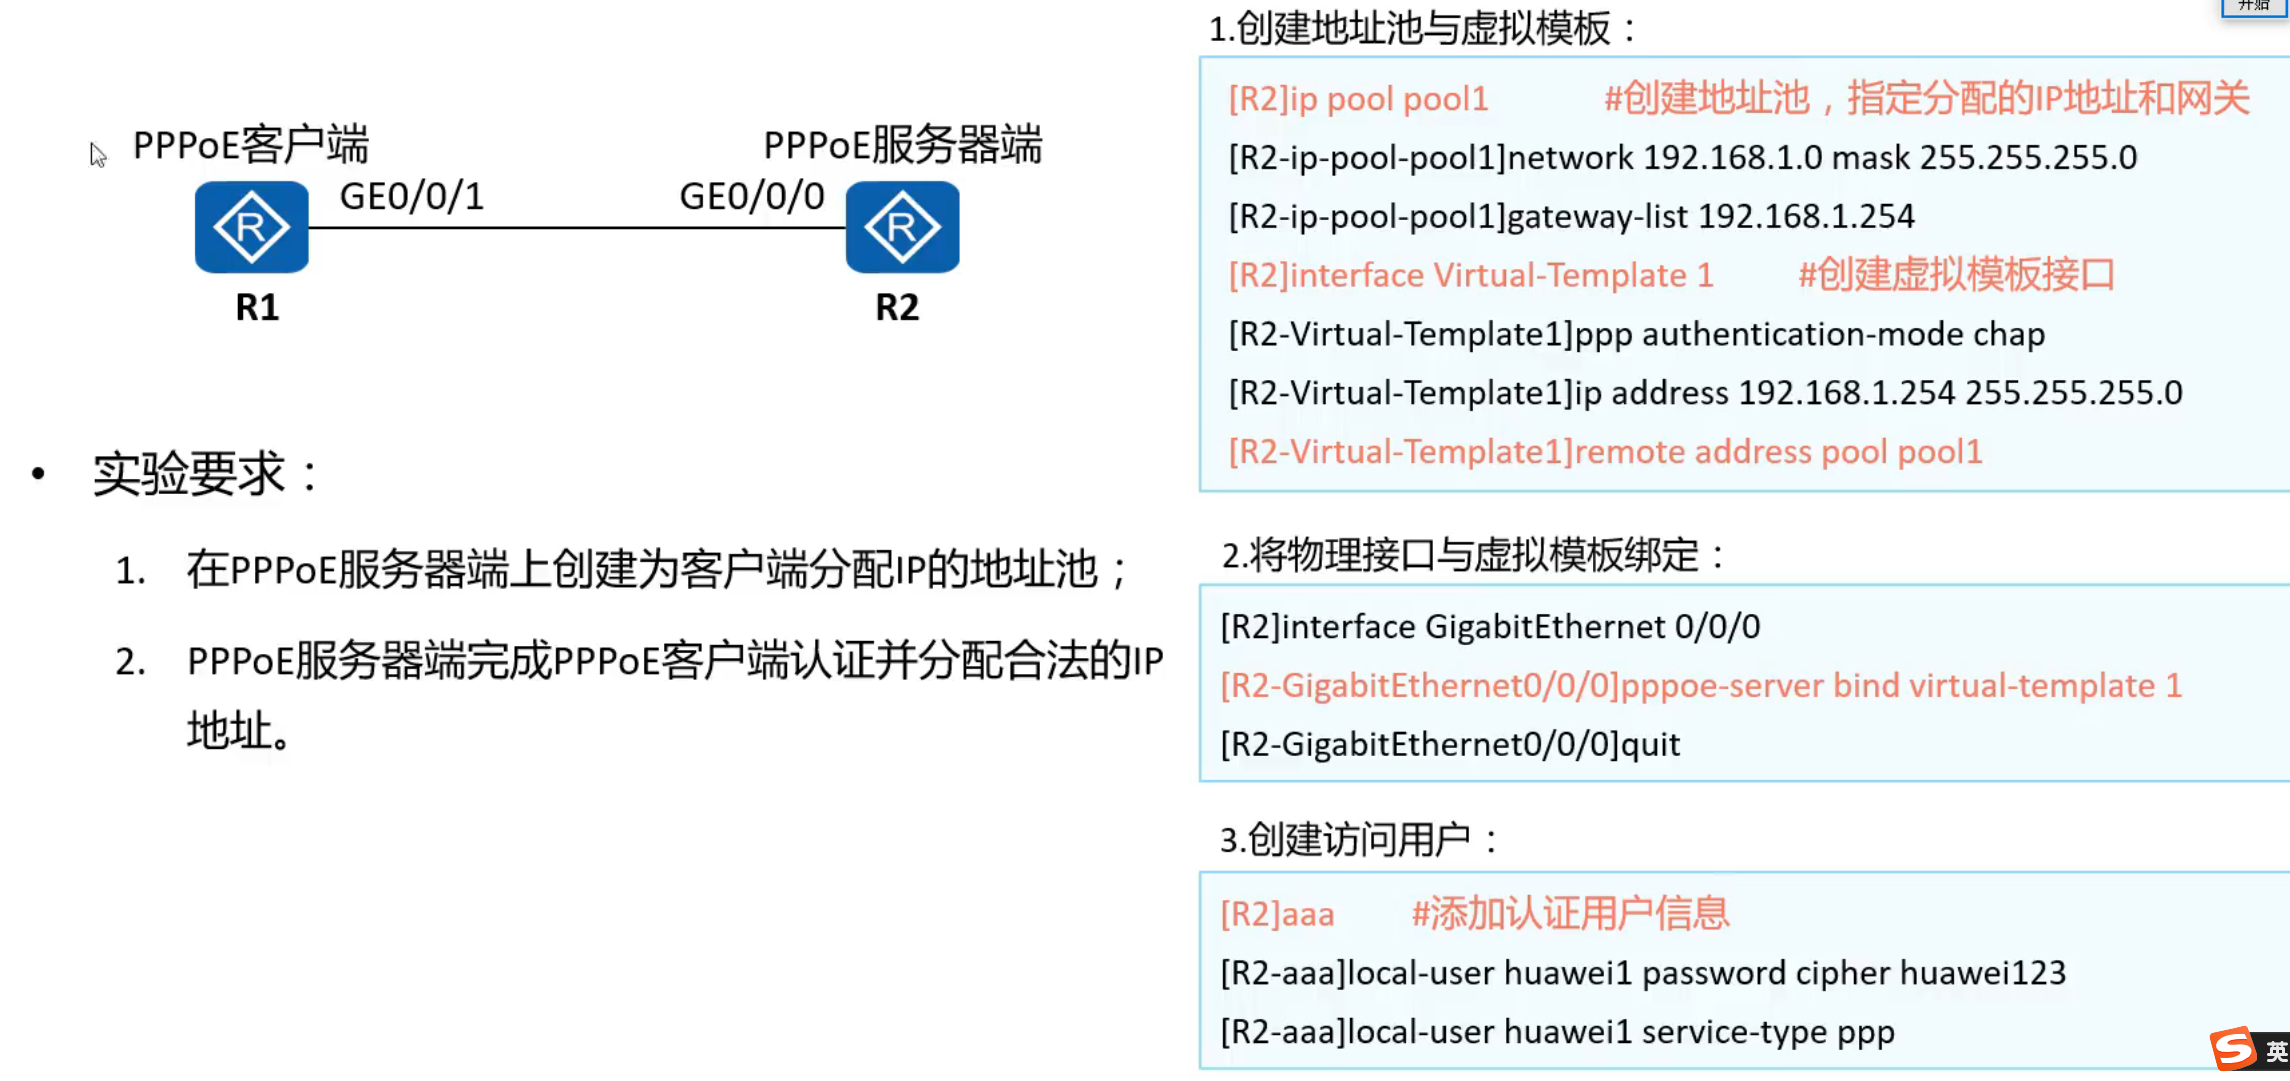 PPPoE客户端
PPPoE服务器端
GE0/0/1
GE0/0/0
R
R
R1
R2
• 实验要求：
1. 在PPPoE服务器端上创建为客户端分配IP的地址池；
2. PPPoE服务器端完成PPPoE客户端认证并分配合法的IP
地址。
开始
1.创建地址池与虚拟模板：
[R2]ip pool pool1 #创建地址池，指定分配的IP地址和网关
[R2-ip-pool-pool1]network 192.168.1.0 mask 255.255.255.0
[R2-ip-pool-pool1]gateway-list 192.168.1.254
[R2]interface Virtual-Template 1 #创建虚拟模板接口
[R2-Virtual-Template1]ppp authentication-mode chap
[R2-Virtual-Template1]ip address 192.168.1.254 255.255.255.0
[R2-Virtual-Template1]remote address pool pool1
2.将物理接口与虚拟模板绑定：
[R2]interface GigabitEthernet 0/0/0
[R2-GigabitEthernet0/0/0]pppoe-server bind virtual-template 1
[R2-GigabitEthernet0/0/0]quit
3.创建访问用户：
[R2]aaa #添加认证用户信息
[R2-aaa]local-user huawei1 password cipher huawei123
[R2-aaa]local-user huawei1 service-type ppp
S 英